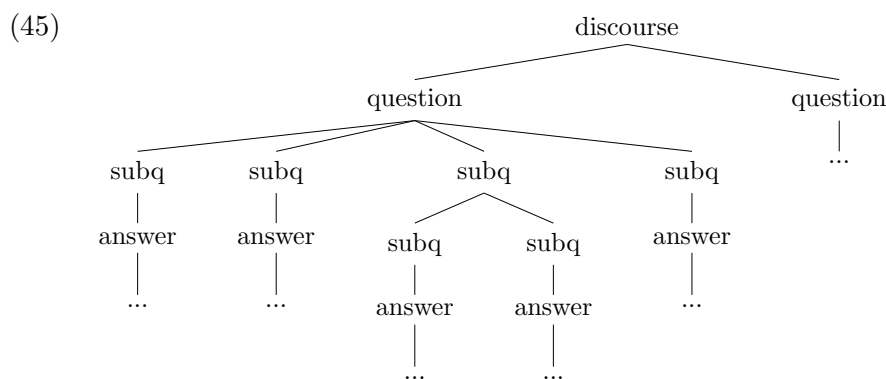 (45) discourse
question question
subq subq subq subq ...
answer answer subq subq answer
... ... answer answer ...
... ...